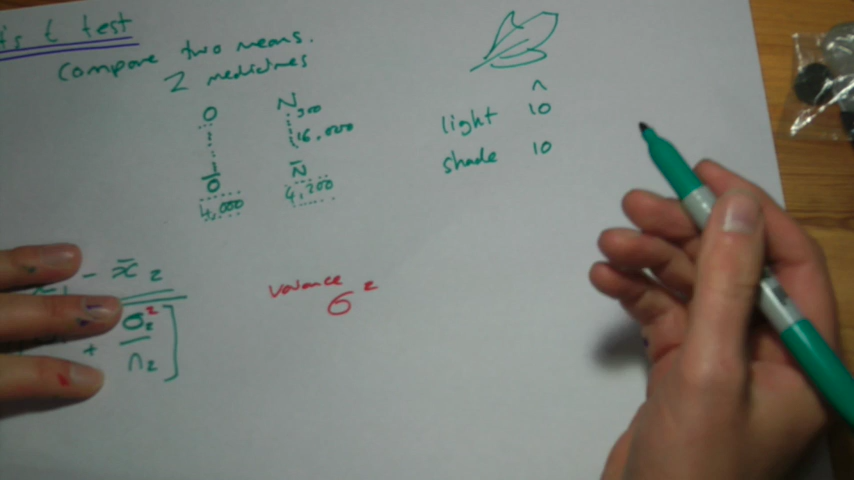 's t test
Compare two means.
2 medicines
O N
300
16,000
O̅ N̅
4,000 4,200
n
light 10
shade 10
- x̅ 2
σ2²
+
n2
variance
σ²